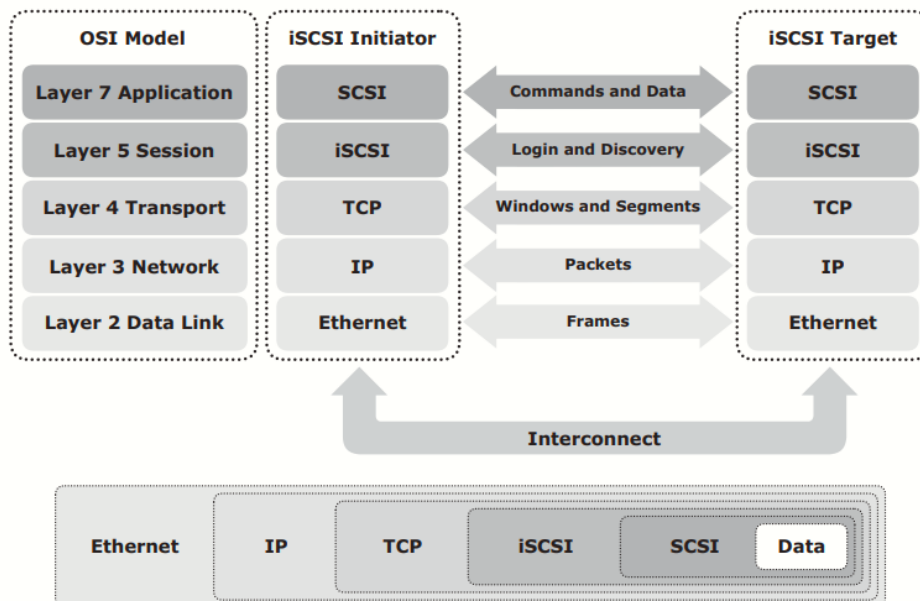 OSI Model
iSCSI Initiator
iSCSI Target
Layer 7 Application
SCSI
Commands and Data
SCSI
Layer 5 Session
iSCSI
Login and Discovery
iSCSI
Layer 4 Transport
TCP
Windows and Segments
TCP
Layer 3 Network
IP
Packets
IP
Layer 2 Data Link
Ethernet
Frames
Ethernet
Interconnect
Ethernet
IP
TCP
iSCSI
SCSI
Data